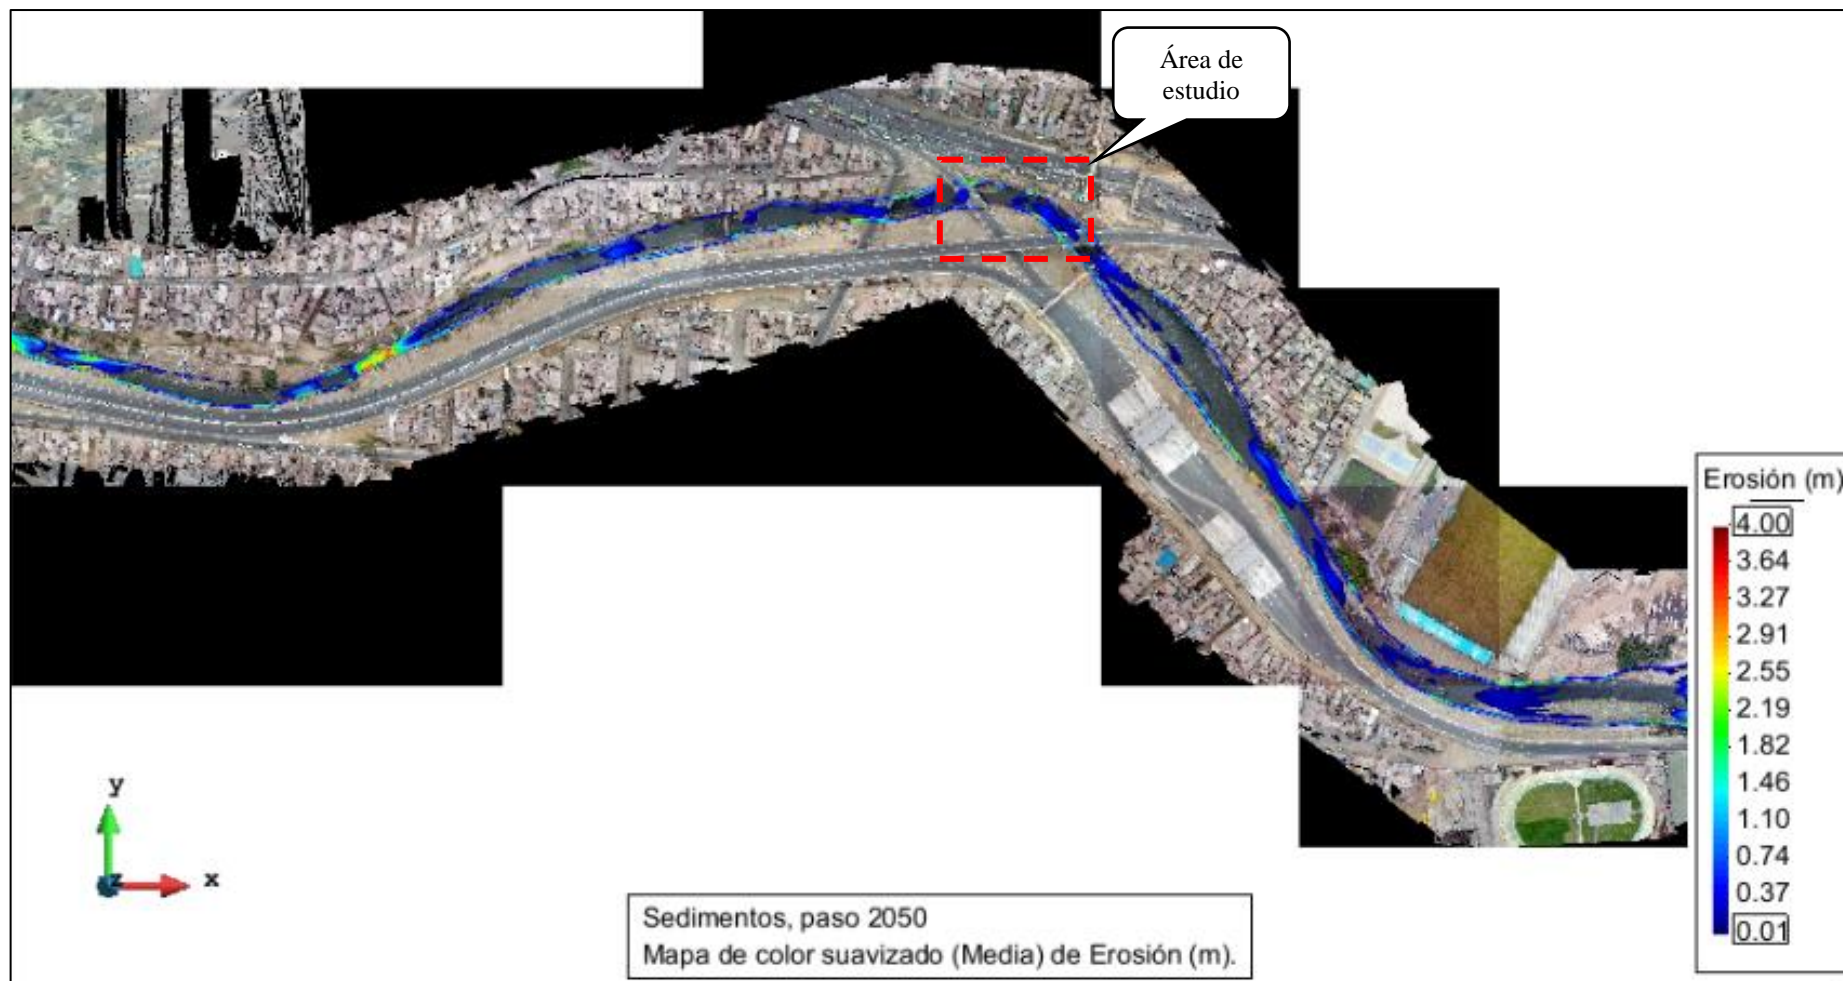 Área de
estudio
Erosión (m)
4.00
3.64
3.27
2.91
2.55
2.19
1.82
1.46
1.10
0.74
0.37
0.01
y
z
x
Sedimentos, paso 2050
Mapa de color suavizado (Media) de Erosión (m).